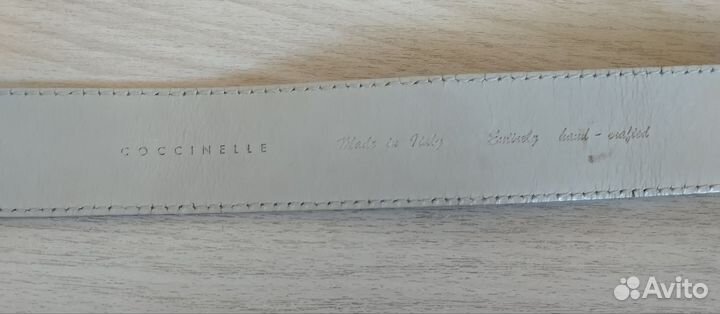 COCCINELLE Made in Italy Entirely hand-crafted
Avito